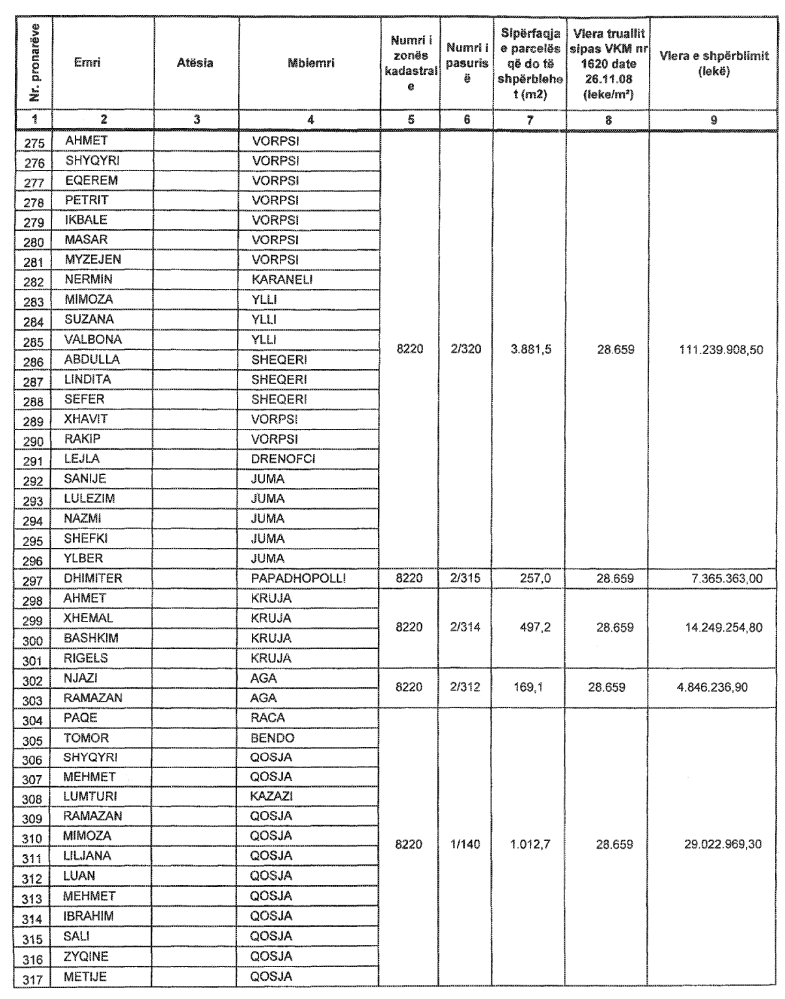 Nr. pronarëve
Emri
Atësia
Mbiemri
Numri i
zonës
kadastral
e
Numri i
pasuris
ë
Sipërfaqja
e parcelës
që do të
shpërblehe
t (m2)
Vlera truallit
sipas VKM nr
1620 date
26.11.08
(leke/m²)
Vlera e shpërblimit
(lekë)
1 2 3 4 5 6 7 8 9
275 AHMET VORPSI
276 SHYQYRI VORPSI
277 EQEREM VORPSI
278 PETRIT VORPSI
279 IKBALE VORPSI
280 MASAR VORPSI
281 MYZEJEN VORPSI
282 NERMIN KARANELI
283 MIMOZA YLLI
284 SUZANA YLLI
285 VALBONA YLLI
8220 2/320 3.881,5 28.659 111.239.908,50
286 ABDULLA SHEQERI
287 LINDITA SHEQERI
288 SEFER SHEQERI
289 XHAVIT VORPSI
290 RAKIP VORPSI
291 LEJLA DRENOFCI
292 SANIJE JUMA
293 LULEZIM JUMA
294 NAZMI JUMA
295 SHEFKI JUMA
296 YLBER JUMA
297 DHIMITER PAPADHOPOLLI 8220 2/315 257,0 28.659 7.365.363,00
298 AHMET KRUJA
299 XHEMAL KRUJA
8220 2/314 497,2 28.659 14.249.254,80
300 BASHKIM KRUJA
301 RIGELS KRUJA
302 NJAZI AGA
8220 2/312 169,1 28.659 4.846.236,90
303 RAMAZAN AGA
304 PAQE RACA
305 TOMOR BENDO
306 SHYQYRI QOSJA
307 MEHMET QOSJA
308 LUMTURI KAZAZI
309 RAMAZAN QOSJA
310 MIMOZA QOSJA
8220 1/140 1.012,7 28.659 29.022.969,30
311 LILJANA QOSJA
312 LUAN QOSJA
313 MEHMET QOSJA
314 IBRAHIM QOSJA
315 SALI QOSJA
316 ZYQINE QOSJA
317 METIJE QOSJA